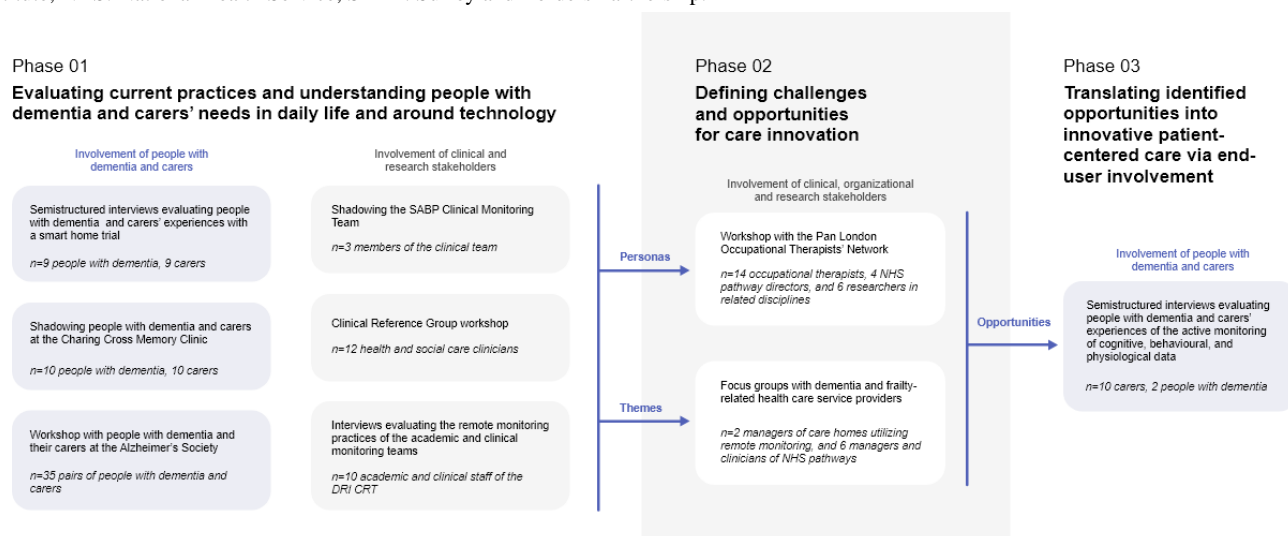 Phase 01
Evaluating current practices and understanding people with
dementia and carers' needs in daily life and around technology
Involvement of people with
dementia and carers
Semistructured interviews evaluating people
with dementia and carers' experiences with
a smart home trial
n=9 people with dementia, 9 carers
Shadowing people with dementia and carers
at the Charing Cross Memory Clinic
n=10 people with dementia, 10 carers
Workshop with people with dementia and
their carers at the Alzheimer's Society
n=35 pairs of people with dementia and
carers
Involvement of clinical and
research stakeholders
Shadowing the SABP Clinical Monitoring
Team
n=3 members of the clinical team
Clinical Reference Group workshop
n=12 health and social care clinicians
Interviews evaluating the remote monitoring
practices of the academic and clinical
monitoring teams
n=10 academic and clinical staff of the
DRI CRT
Personas
Themes
Phase 02
Defining challenges
and opportunities
for care innovation
Involvement of clinical, organizational
and research stakeholders
Workshop with the Pan London
Occupational Therapists' Network
n=14 occupational therapists, 4 NHS
pathway directors, and 6 researchers in
related disciplines
Focus groups with dementia and frailty-
related health care service providers
n=2 managers of care homes utilizing
remote monitoring, and 6 managers and
clinicians of NHS pathways
Opportunities
Phase 03
Translating identified
opportunities into
innovative patient-
centered care via end-
user involvement
Involvement of people with
dementia and carers
Semistructured interviews evaluating
people with dementia and carers'
experiences of the active monitoring
of cognitive, behavioural, and
physiological data
n=10 carers, 2 people with dementia